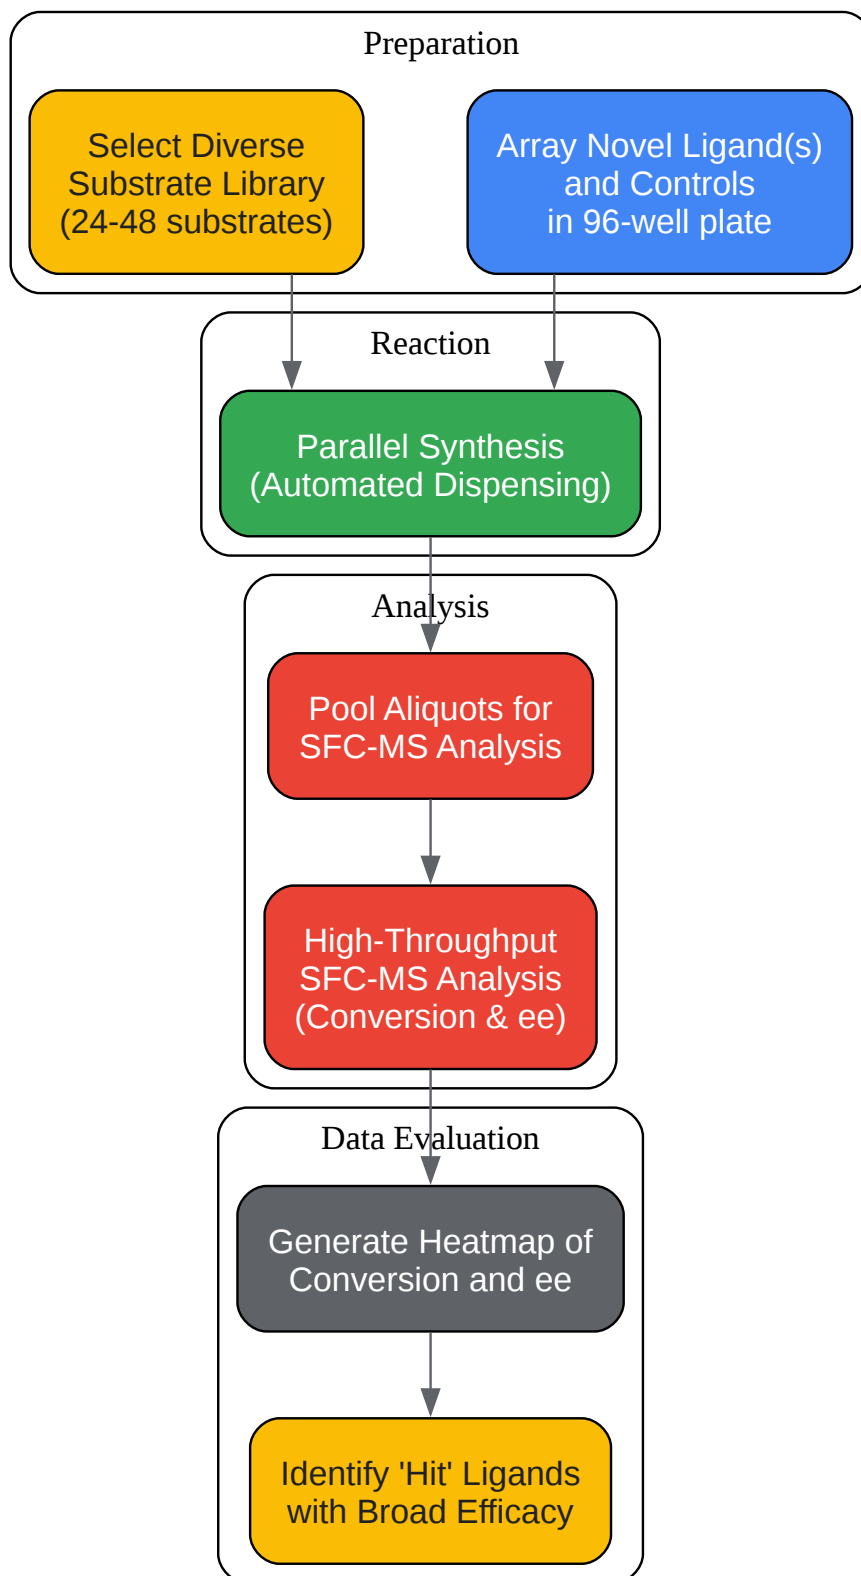 Preparation
Select Diverse
Substrate Library
(24-48 substrates)
Array Novel Ligand(s)
and Controls
in 96-well plate
Reaction
Parallel Synthesis
(Automated Dispensing)
Analysis
Pool Aliquots for
SFC-MS Analysis
High-Throughput
SFC-MS Analysis
(Conversion & ee)
Data Evaluation
Generate Heatmap of
Conversion and ee
Identify 'Hit' Ligands
with Broad Efficacy